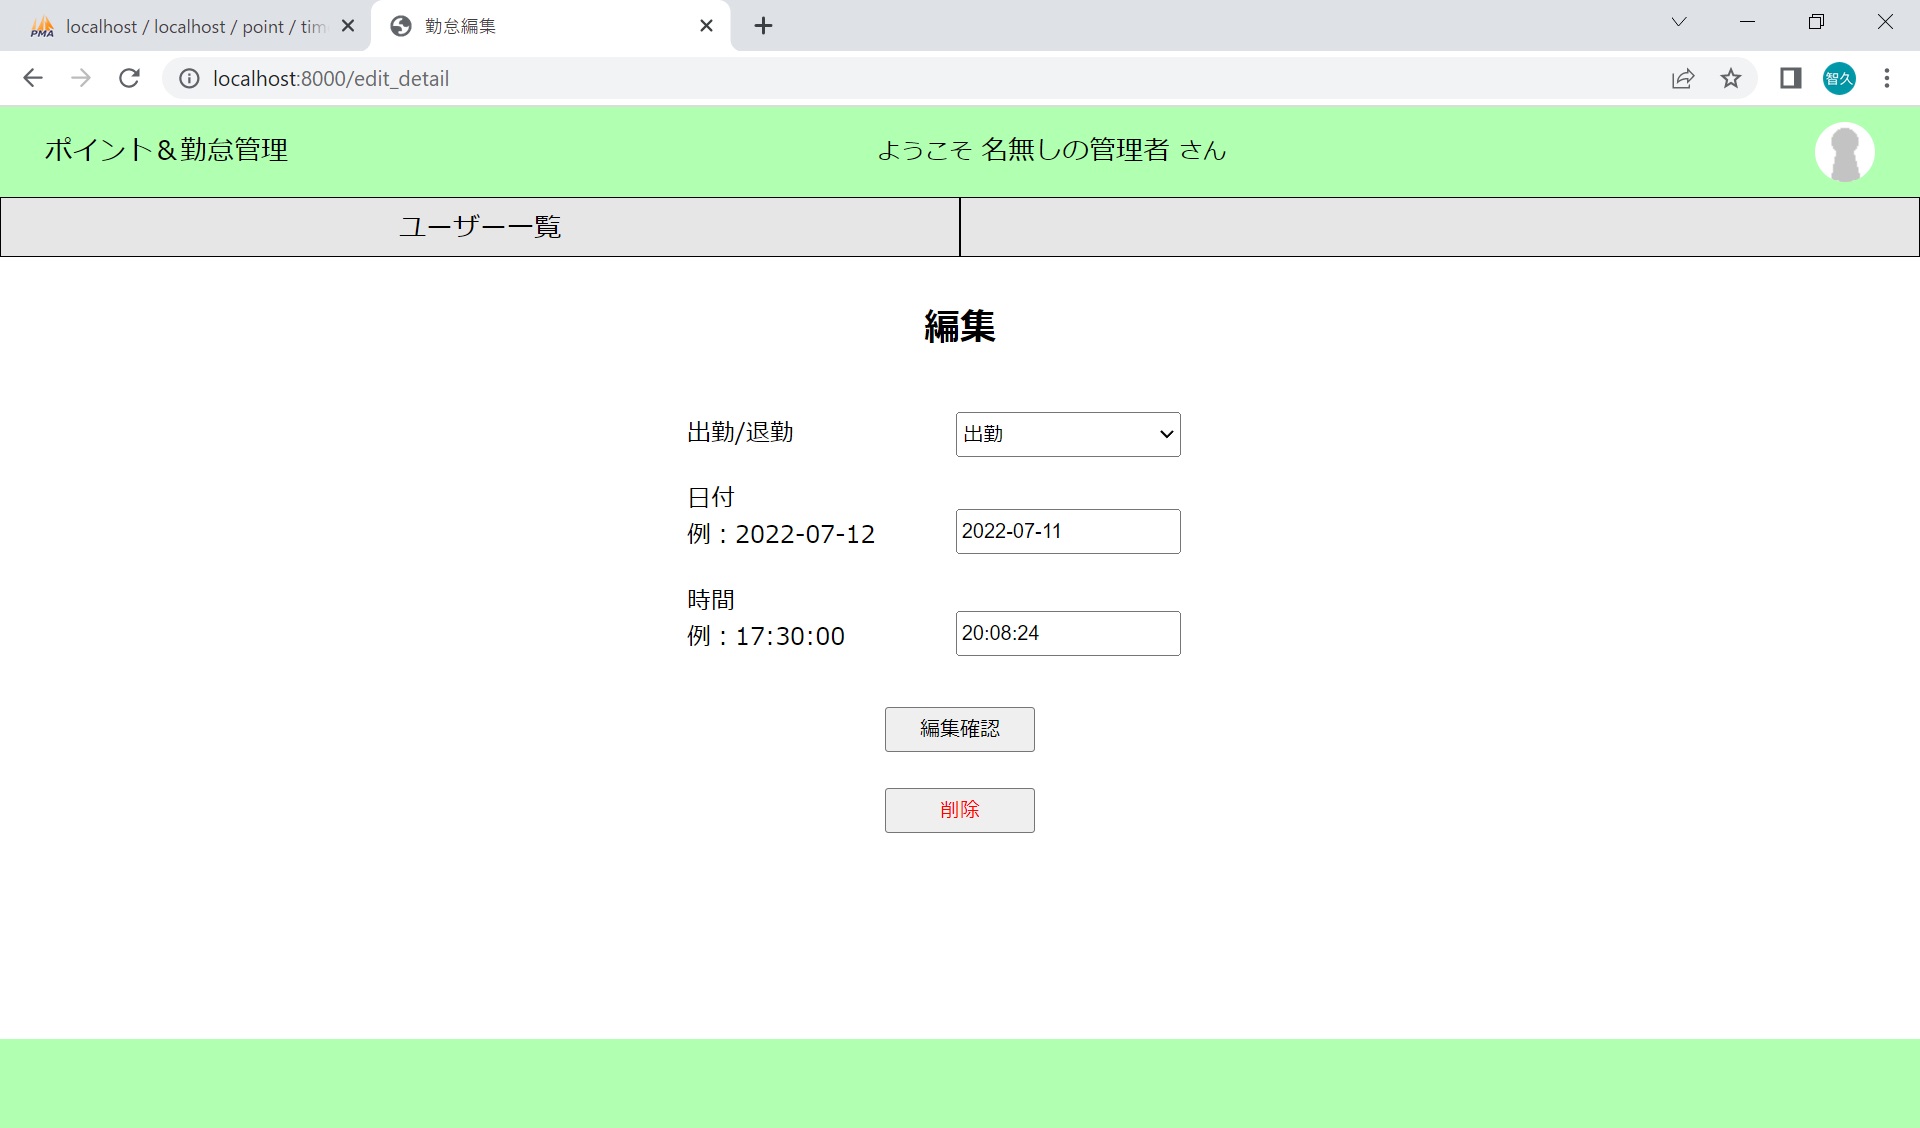 PMA
localhost / localhost / point / tim
勤怠編集
localhost:8000/edit_detail
智久
ポイント＆勤怠管理
ようこそ 名無しの管理者 さん
ユーザー一覧
編集
出勤/退勤
出勤
日付
例：2022-07-12
2022-07-11
時間
例：17:30:00
20:08:24
編集確認
削除